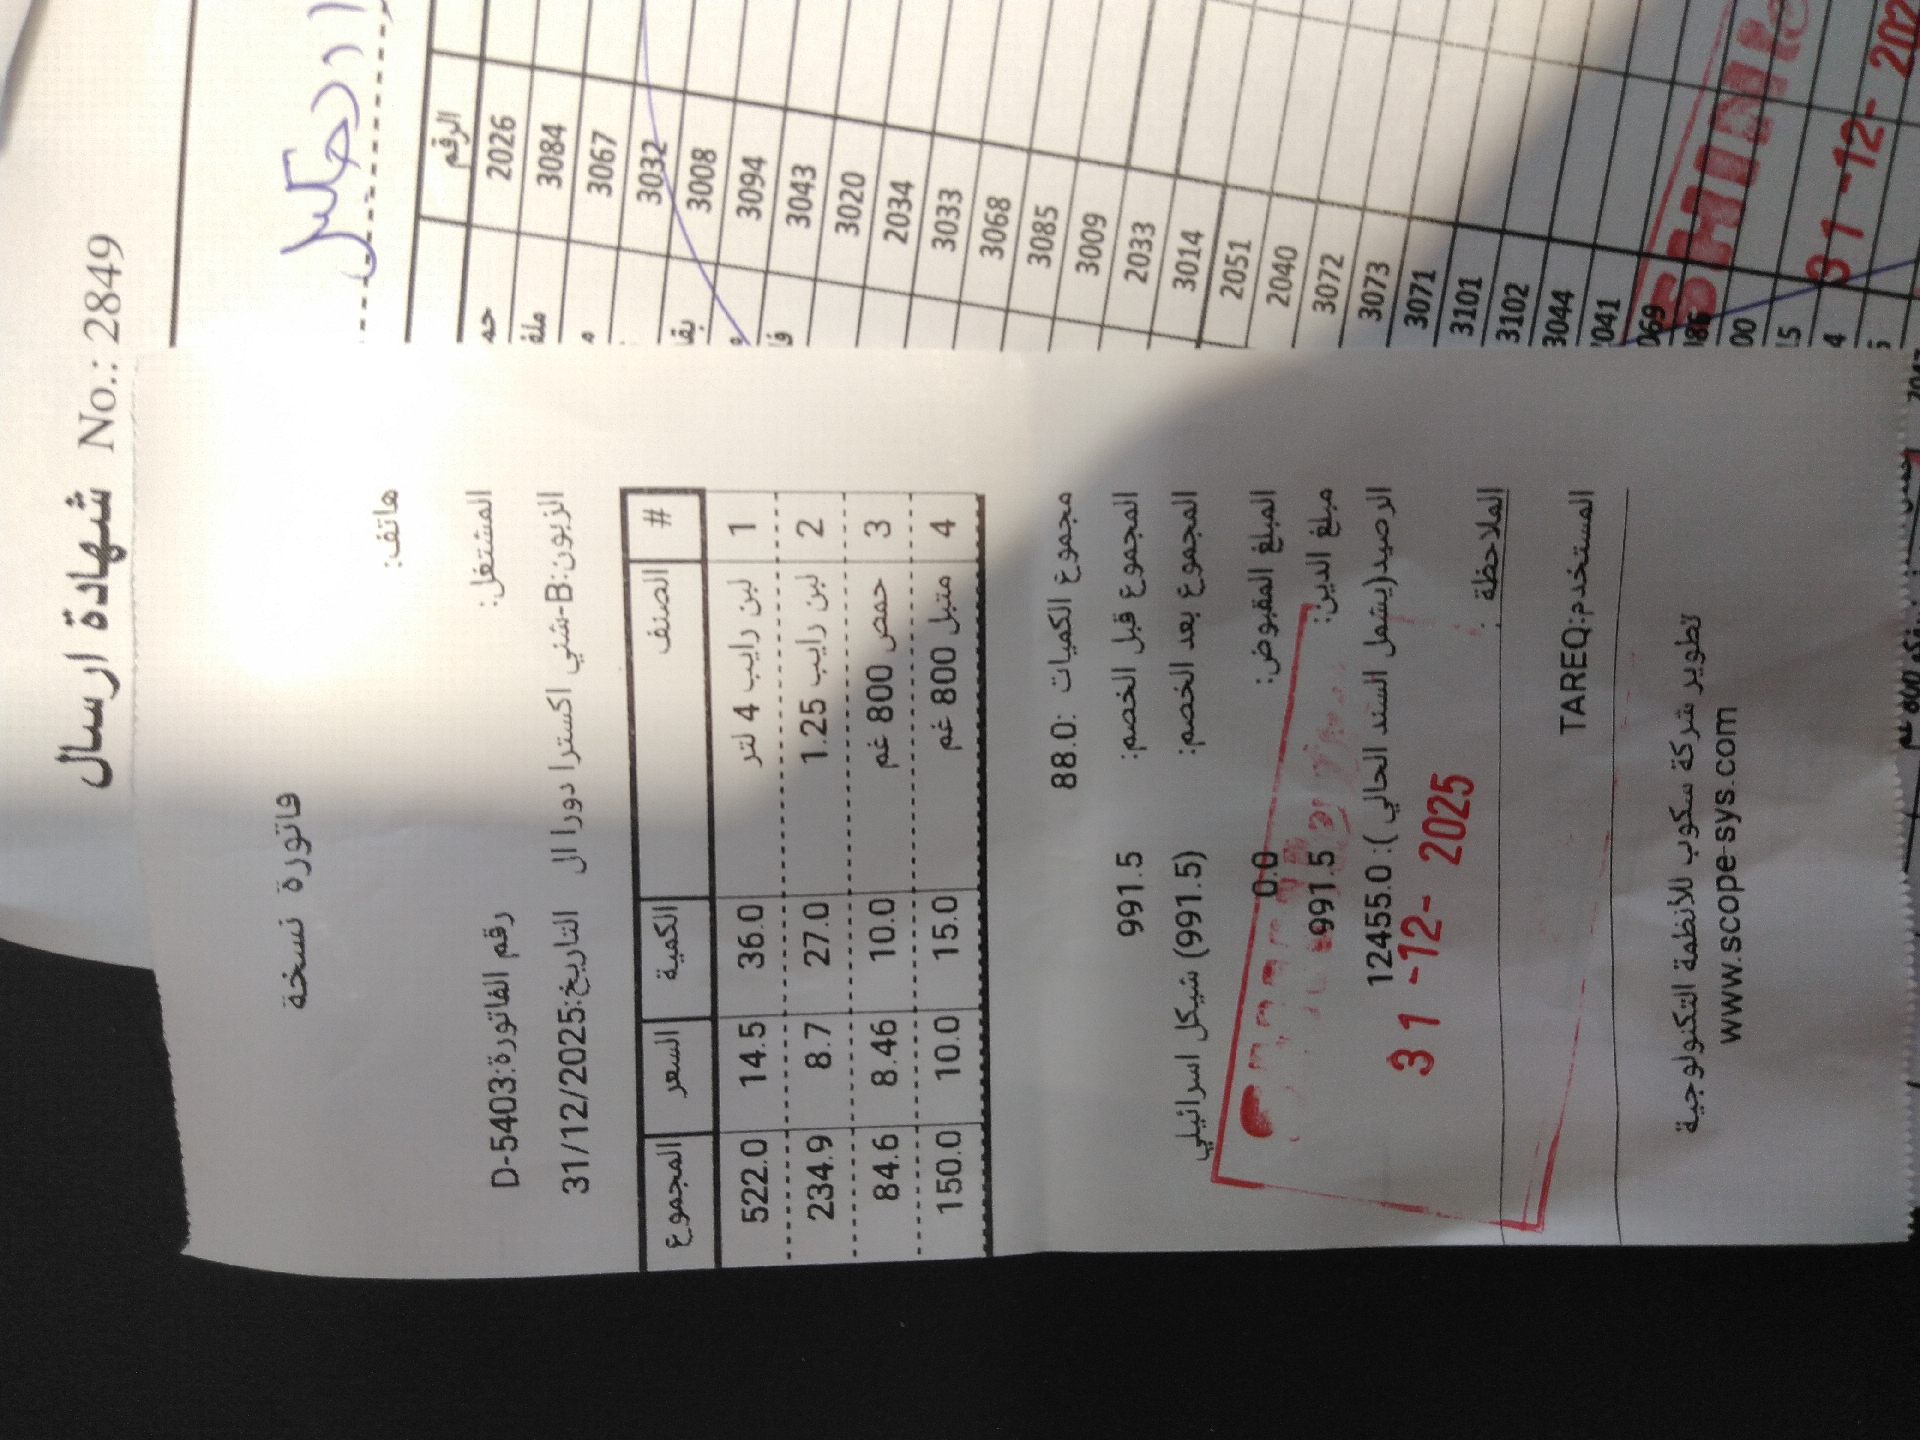 شهادة ارسال No.: 2849
الرقم
2026
3084
3067
3032
3008
3094
3043
3020
2034
3033
3068
3085
3009
2033
3014
2051
2040
3072
3073
3071
3101
3102
3044
31-12-
فاتورة نسخة
هاتف:
رقم الفاتورة:D-5403 المشتغل:
التاريخ:31/12/2025 الزبون:B-شني اكسترا دورا ال
# الصنف الكمية السعر المجموع
1 لبن رايب 4 لتر 36.0 14.5 522.0
2 لبن رايب 1.25 27.0 8.7 234.9
3 حمص 800 غم 10.0 8.46 84.6
4 متبل 800 غم 15.0 10.0 150.0
مجموع الكميات :88.0
المجموع قبل الخصم: 991.5
المجموع بعد الخصم: (991.5) شيكل اسرائيلي
المبلغ المقبوض: 0.0
مبلغ الدين: 991.5
الرصيد(يشمل السند الحالي ): 12455.0
31-12-2025
الملاحظة :
المستخدم:TAREQ
تطوير شركة سكوب للأنظمة التكنولوجية
www.scope-sys.com